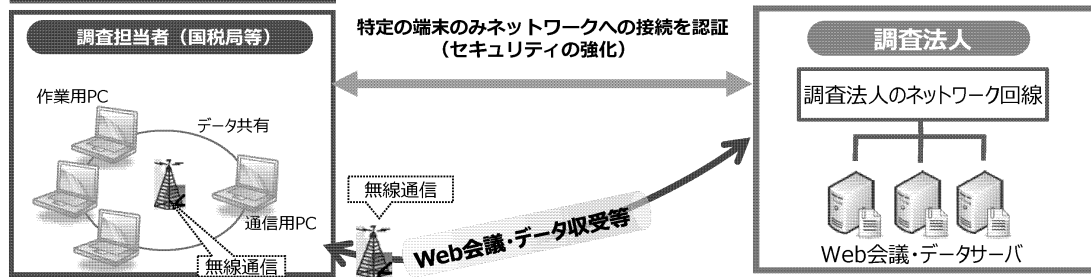 調査担当者（国税局等）
特定の端末のみネットワークへの接続を認証
（セキュリティの強化）
調査法人
作業用PC
データ共有
通信用PC
無線通信
無線通信
Web会議・データ収受等
調査法人のネットワーク回線
Web会議・データサーバ